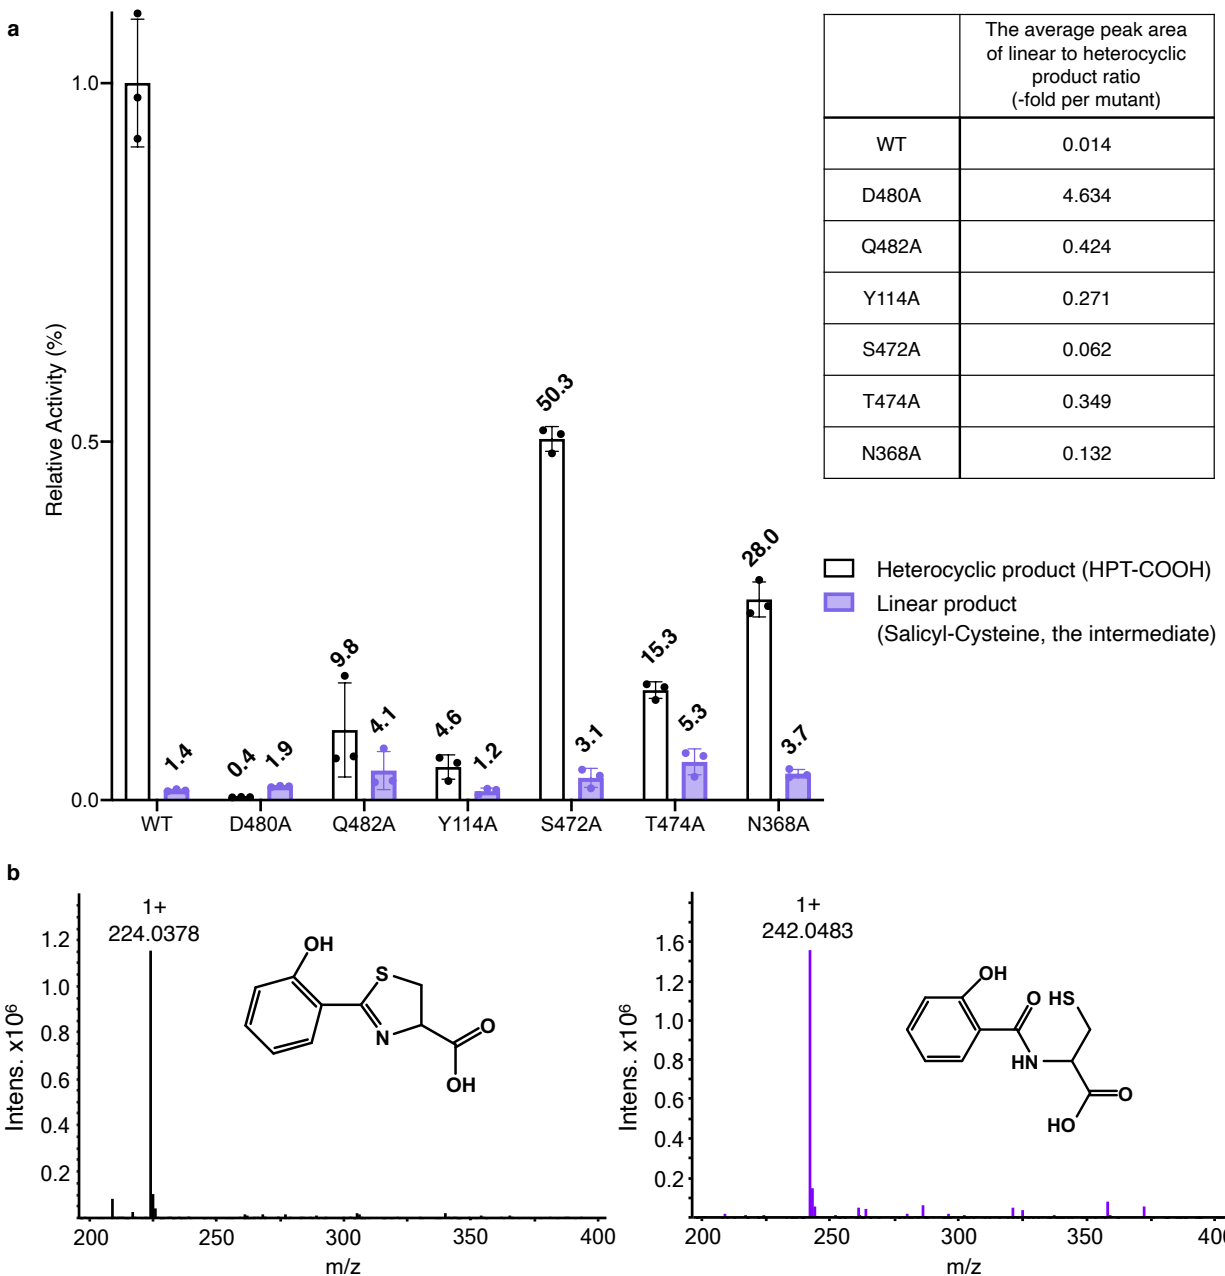 a
The average peak area
of linear to heterocyclic
product ratio
(-fold per mutant)
WT 0.014
D480A 4.634
Q482A 0.424
Y114A 0.271
S472A 0.062
T474A 0.349
N368A 0.132
Relative Activity (%)
1.0
0.5
0.0
1.4
0.4
1.9
9.8
4.1
4.6
1.2
50.3
3.1
15.3
5.3
28.0
3.7
WT D480A Q482A Y114A S472A T474A N368A
Heterocyclic product (HPT-COOH)
Linear product
(Salicyl-Cysteine, the intermediate)
b
Intens. x10⁶
1.2
1.0
0.8
0.6
0.4
0.2
1+
224.0378
OH
S
N
O
OH
200 250 300 350 400
m/z
Intens. x10⁶
1.6
1.2
1.0
0.8
0.6
0.4
0.2
1+
242.0483
OH
O
HS
HN
O
HO
200 250 300 350
m/z